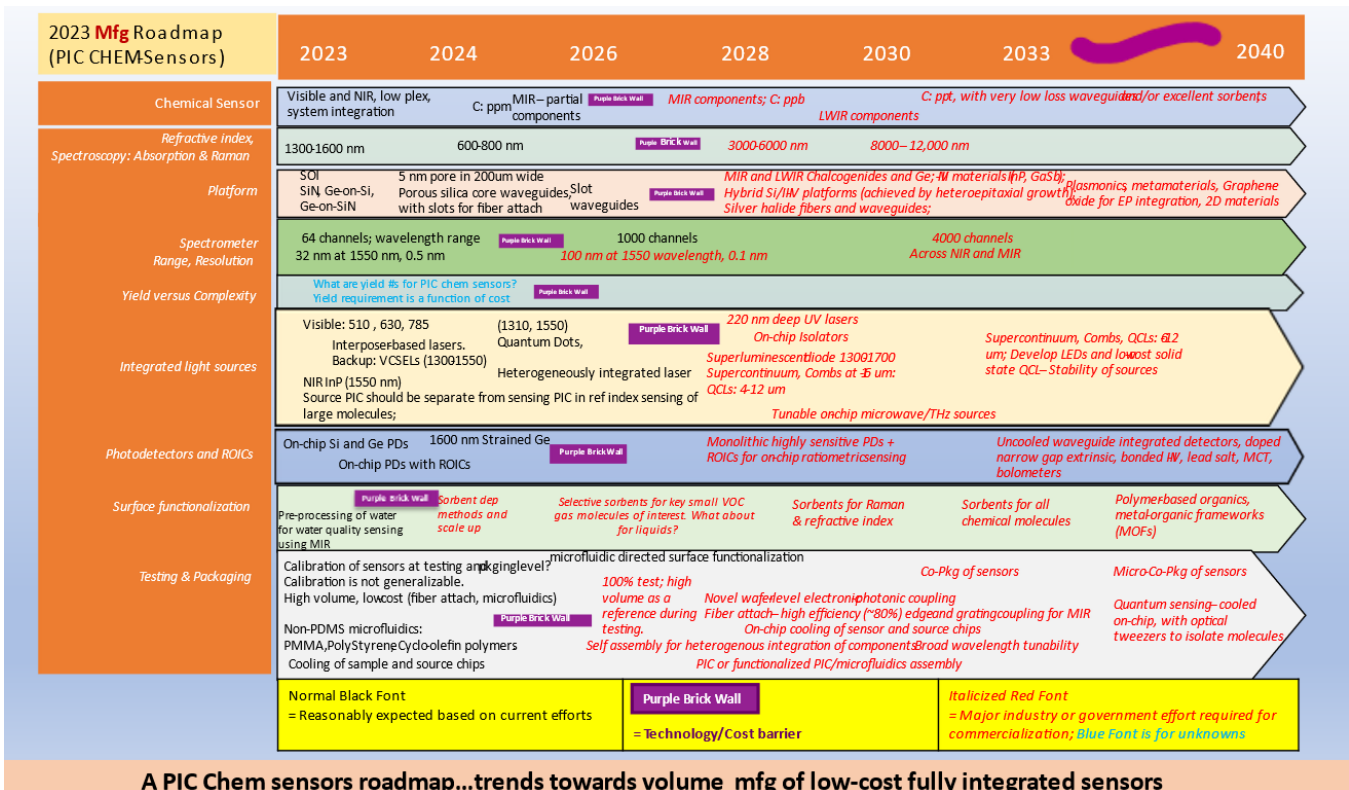 2023 Mfg Roadmap
(PIC CHEM-Sensors)
2023 2024 2026 2028 2030 2033 2040
Chemical Sensor
Visible and NIR, low plex,
system integration
C: ppm
MIR – partial
components
Purple Brick Wall
MIR components; C: ppb
LWIR components
C: ppt, with very low loss waveguides and/or excellent sorbents
Refractive index,
Spectroscopy: Absorption & Raman
1300-1600 nm
600-800 nm
Purple Brick Wall
3000-6000 nm
8000– 12,000 nm
Platform
SOI
SiN, Ge-on-Si,
Ge-on-SiN
5 nm pore in 200um wide
Porous silica core waveguides,
with slots for fiber attach
Slot
waveguides
Purple Brick Wall
MIR and LWIR Chalcogenides and Ge; materials (InP, GaSb);
Hybrid Si/III-V platforms (achieved by heteroepitaxial growth);
Silver halide fibers and waveguides;
Plasmonics, metamaterials, Graphene-
oxide for EP integration, 2D materials
Spectrometer
Range, Resolution
64 channels; wavelength range
32 nm at 1550 nm, 0.5 nm
Purple Brick Wall
1000 channels
100 nm at 1550 wavelength, 0.1 nm
4000 channels
Across NIR and MIR
Yield versus Complexity
What are yield #s for PIC chem sensors?
Yield requirement is a function of cost
Purple Brick Wall
Integrated light sources
Visible: 510 , 630, 785
Interposer based lasers.
Backup: VCSELs (1300-1550)
NIR InP (1550 nm)
Source PIC should be separate from sensing PIC in ref index sensing of
large molecules;
(1310, 1550)
Quantum Dots,
Heterogeneously integrated laser
Purple Brick Wall
220 nm deep UV lasers
On-chip Isolators
Superluminescent diode 1300-1700
Supercontinuum, Combs at um:
QCLs: 4-12 um
Tunable on-chip microwave/THz sources
Supercontinuum, Combs, QCLs: 6-12
um; Develop LEDs and low-cost solid
state QCL – Stability of sources
Photodetectors and ROICs
On-chip Si and Ge PDs
On-chip PDs with ROICs
1600 nm Strained Ge
Purple Brick Wall
Monolithic highly sensitive PDs +
ROICs for on-chip ratiometric sensing
Uncooled waveguide integrated detectors, doped
narrow gap extrinsic, bonded III-V, lead salt, MCT,
bolometers
Surface functionalization
Purple Brick Wall
Pre-processing of water
for water quality sensing
using MIR
Sorbent dep
methods and
scale up
Selective sorbents for key small VOC
gas molecules of interest. What about
for liquids?
Sorbents for Raman
& refractive index
Sorbents for all
chemical molecules
Polymer-based organics,
metal-organic frameworks
(MOFs)
Testing & Packaging
microfluidic directed surface functionalization
Calibration of sensors at testing and pkging level?
Calibration is not generalizable.
High volume, low-cost (fiber attach, microfluidics)
Purple Brick Wall
Non-PDMS microfluidics:
PMMA, PolyStyrene, Cyclo-olefin polymers
Cooling of sample and source chips
100% test; high
volume as a
reference during
testing.
Novel wafer-level electronic-photonic coupling
Fiber attach – high efficiency (~80%) edge and grating coupling for MIR
On-chip cooling of sensor and source chips
Self assembly for heterogenous integration of components
Broad wavelength tunability
PIC or functionalized PIC/microfluidics assembly
Co-Pkg of sensors
Micro-Co-Pkg of sensors
Quantum sensing – cooled
on-chip, with optical
tweezers to isolate molecules
Normal Black Font
= Reasonably expected based on current efforts
Purple Brick Wall
= Technology/Cost barrier
Italicized Red Font
= Major industry or government effort required for
commercialization; Blue Font is for unknowns
A PIC Chem sensors roadmap...trends towards volume mfg of low-cost fully integrated sensors